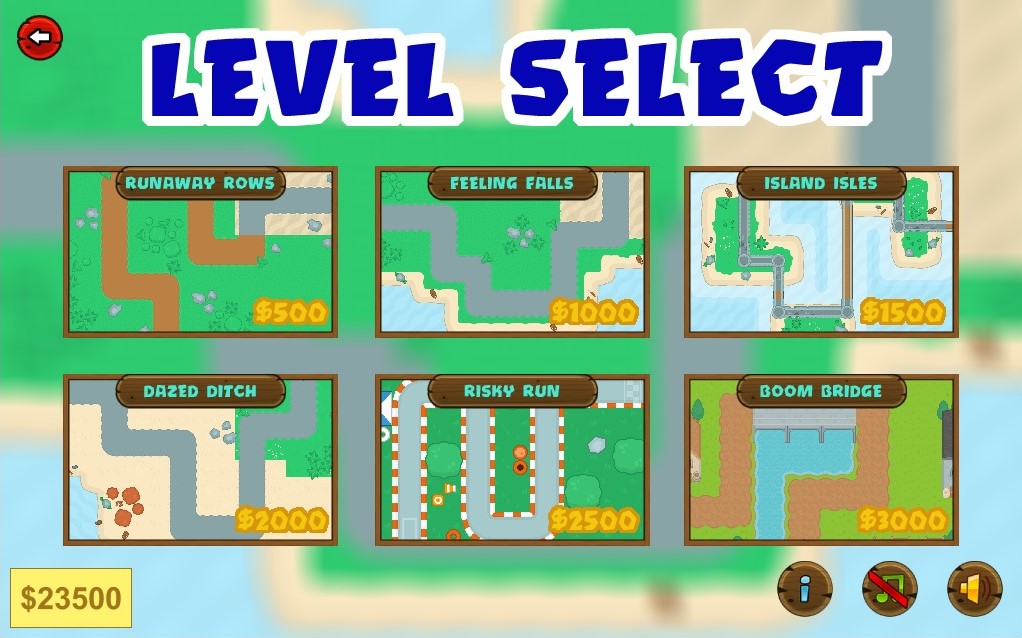 LEVEL SELECT
RUNAWAY ROWS
$500
FEELING FALLS
$1000
ISLAND ISLES
$1500
DAZED DITCH
$2000
RISKY RUN
$2500
BOOM BRIDGE
$3000
$23500
i